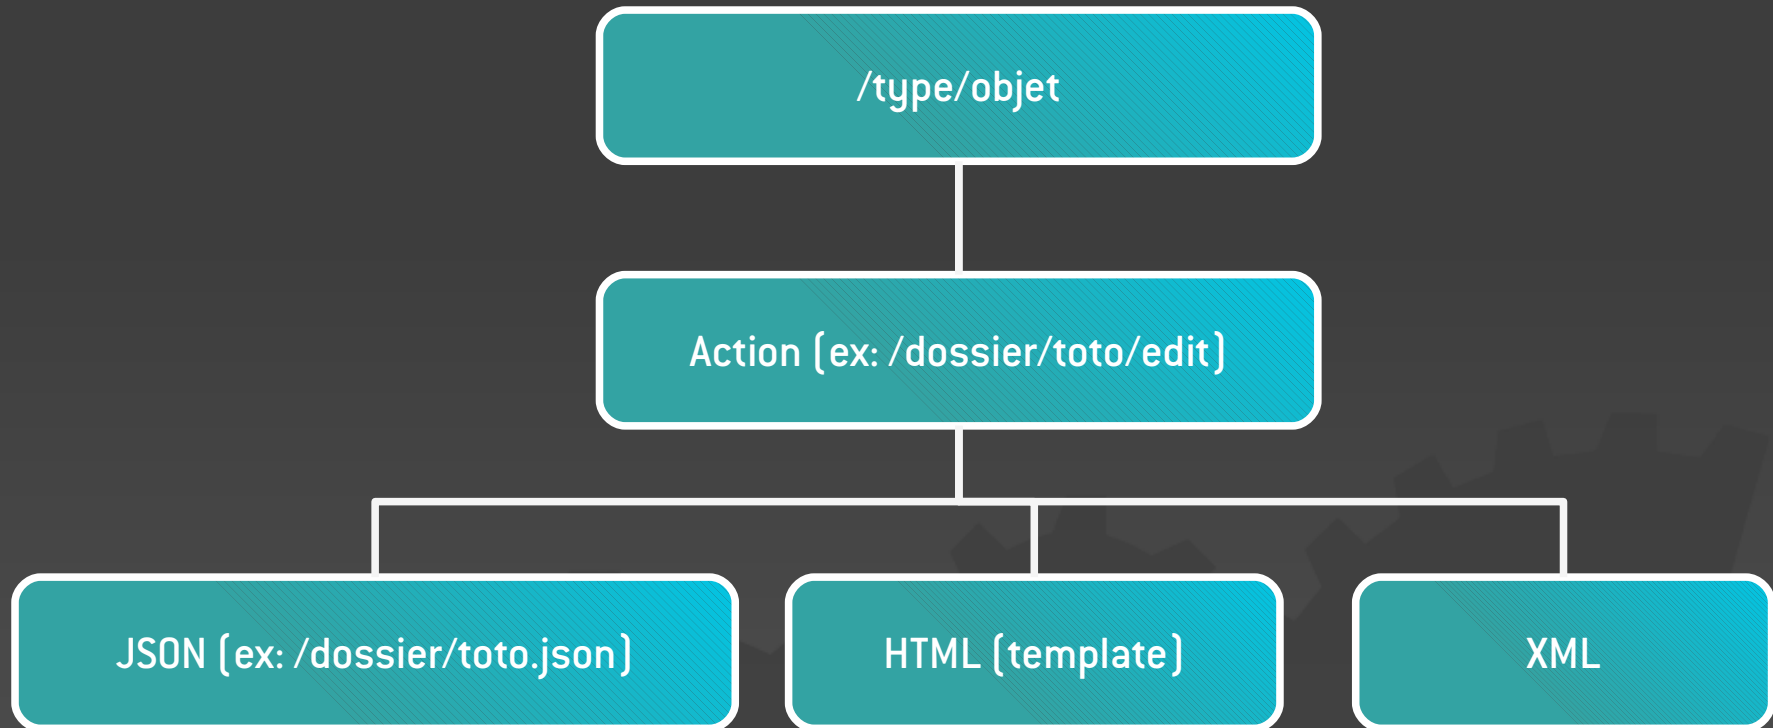 /type/objet
Action (ex: /dossier/toto/edit)
JSON (ex: /dossier/toto.json)
HTML (template)
XML